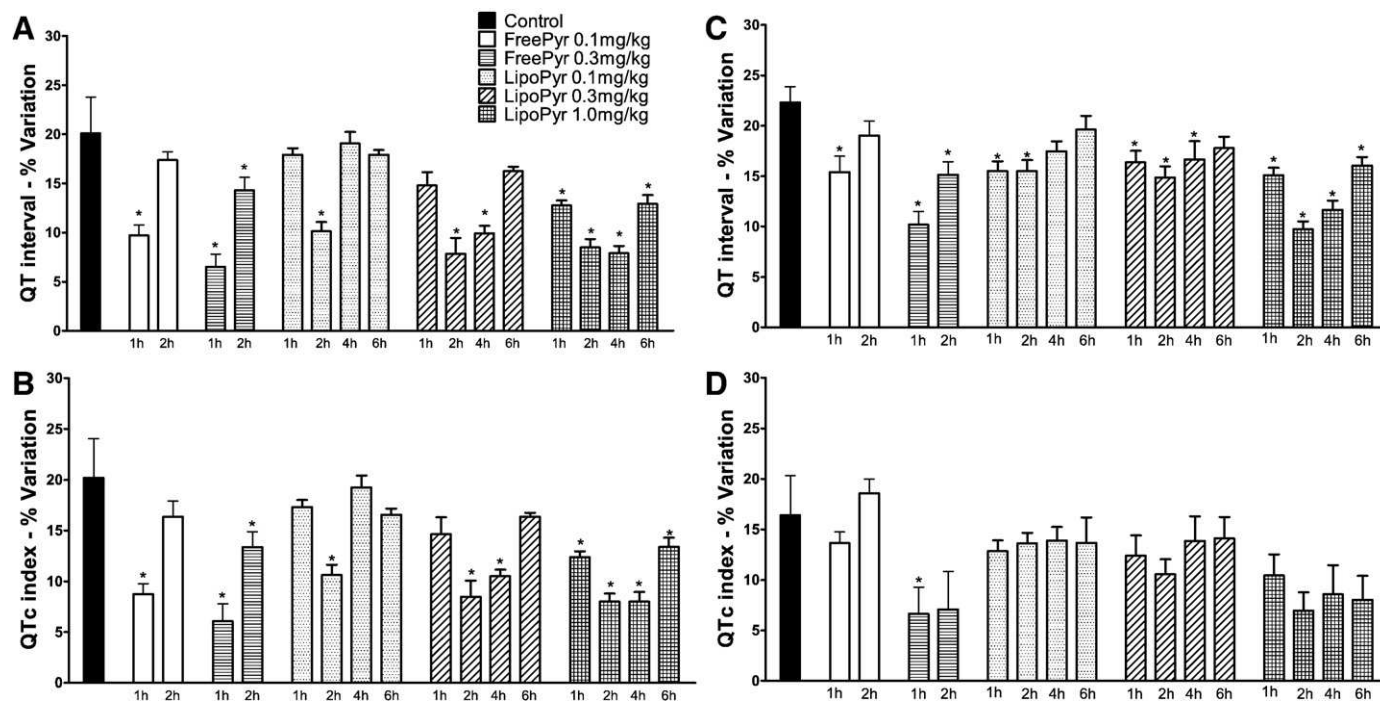 A
QT interval - % Variation
30
25
20
15
10
5
0
* * * * * * * * * *
1h 2h 1h 2h 1h 2h 4h 6h 1h 2h 4h 6h 1h 2h 4h 6h
Control
FreePyr 0.1mg/kg
FreePyr 0.3mg/kg
LipoPyr 0.1mg/kg
LipoPyr 0.3mg/kg
LipoPyr 1.0mg/kg
C
QT interval - % Variation
30
25
20
15
10
5
0
* * * * * * * * * * * *
1h 2h 1h 2h 1h 2h 4h 6h 1h 2h 4h 6h 1h 2h 4h 6h
B
QTc index - % Variation
30
25
20
15
10
5
0
* * * * * * * * * *
1h 2h 1h 2h 1h 2h 4h 6h 1h 2h 4h 6h 1h 2h 4h 6h
D
QTc index - % Variation
30
25
20
15
10
5
0
*
1h 2h 1h 2h 1h 2h 4h 6h 1h 2h 4h 6h 1h 2h 4h 6h